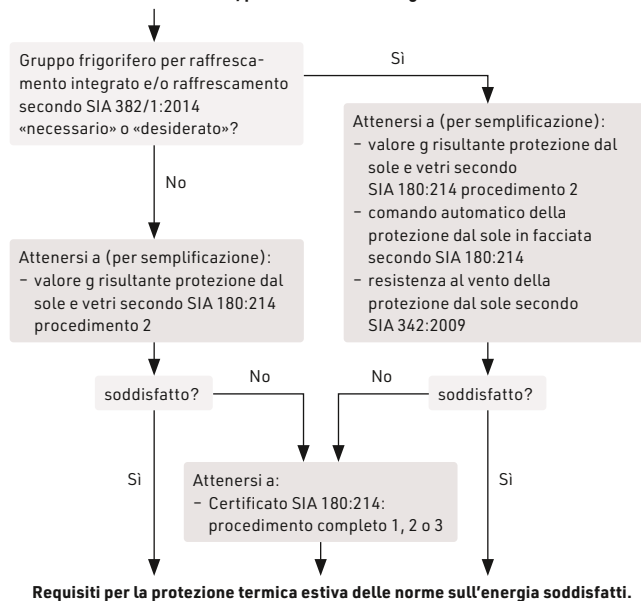 Gruppo frigorifero per raffresca-
mento integrato e/o raffrescamento
secondo SIA 382/1:2014
«necessario» o «desiderato»?
Sì
No
Attenersi a (per semplificazione):
– valore g risultante protezione dal
sole e vetri secondo
SIA 180:214 procedimento 2
– comando automatico della
protezione dal sole in facciata
secondo SIA 180:214
– resistenza al vento della
protezione dal sole secondo
SIA 342:2009
Attenersi a (per semplificazione):
– valore g risultante protezione dal
sole e vetri secondo SIA 180:214
procedimento 2
soddisfatto?
No
No
soddisfatto?
Sì
Attenersi a:
– Certificato SIA 180:214:
procedimento completo 1, 2 o 3
Sì
Requisiti per la protezione termica estiva delle norme sull'energia soddisfatti.